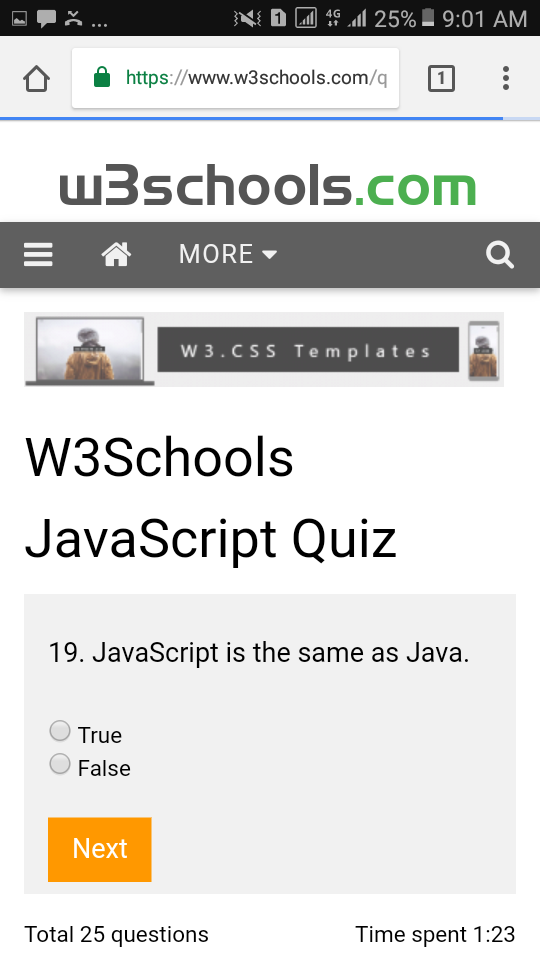 ... 1 4G 25% 9:01 AM
https://www.w3schools.com/q 1
w3schools.com
MORE
W3.CSS Templates
W3Schools
JavaScript Quiz
19. JavaScript is the same as Java.
True
False
Next
Total 25 questions Time spent 1:23